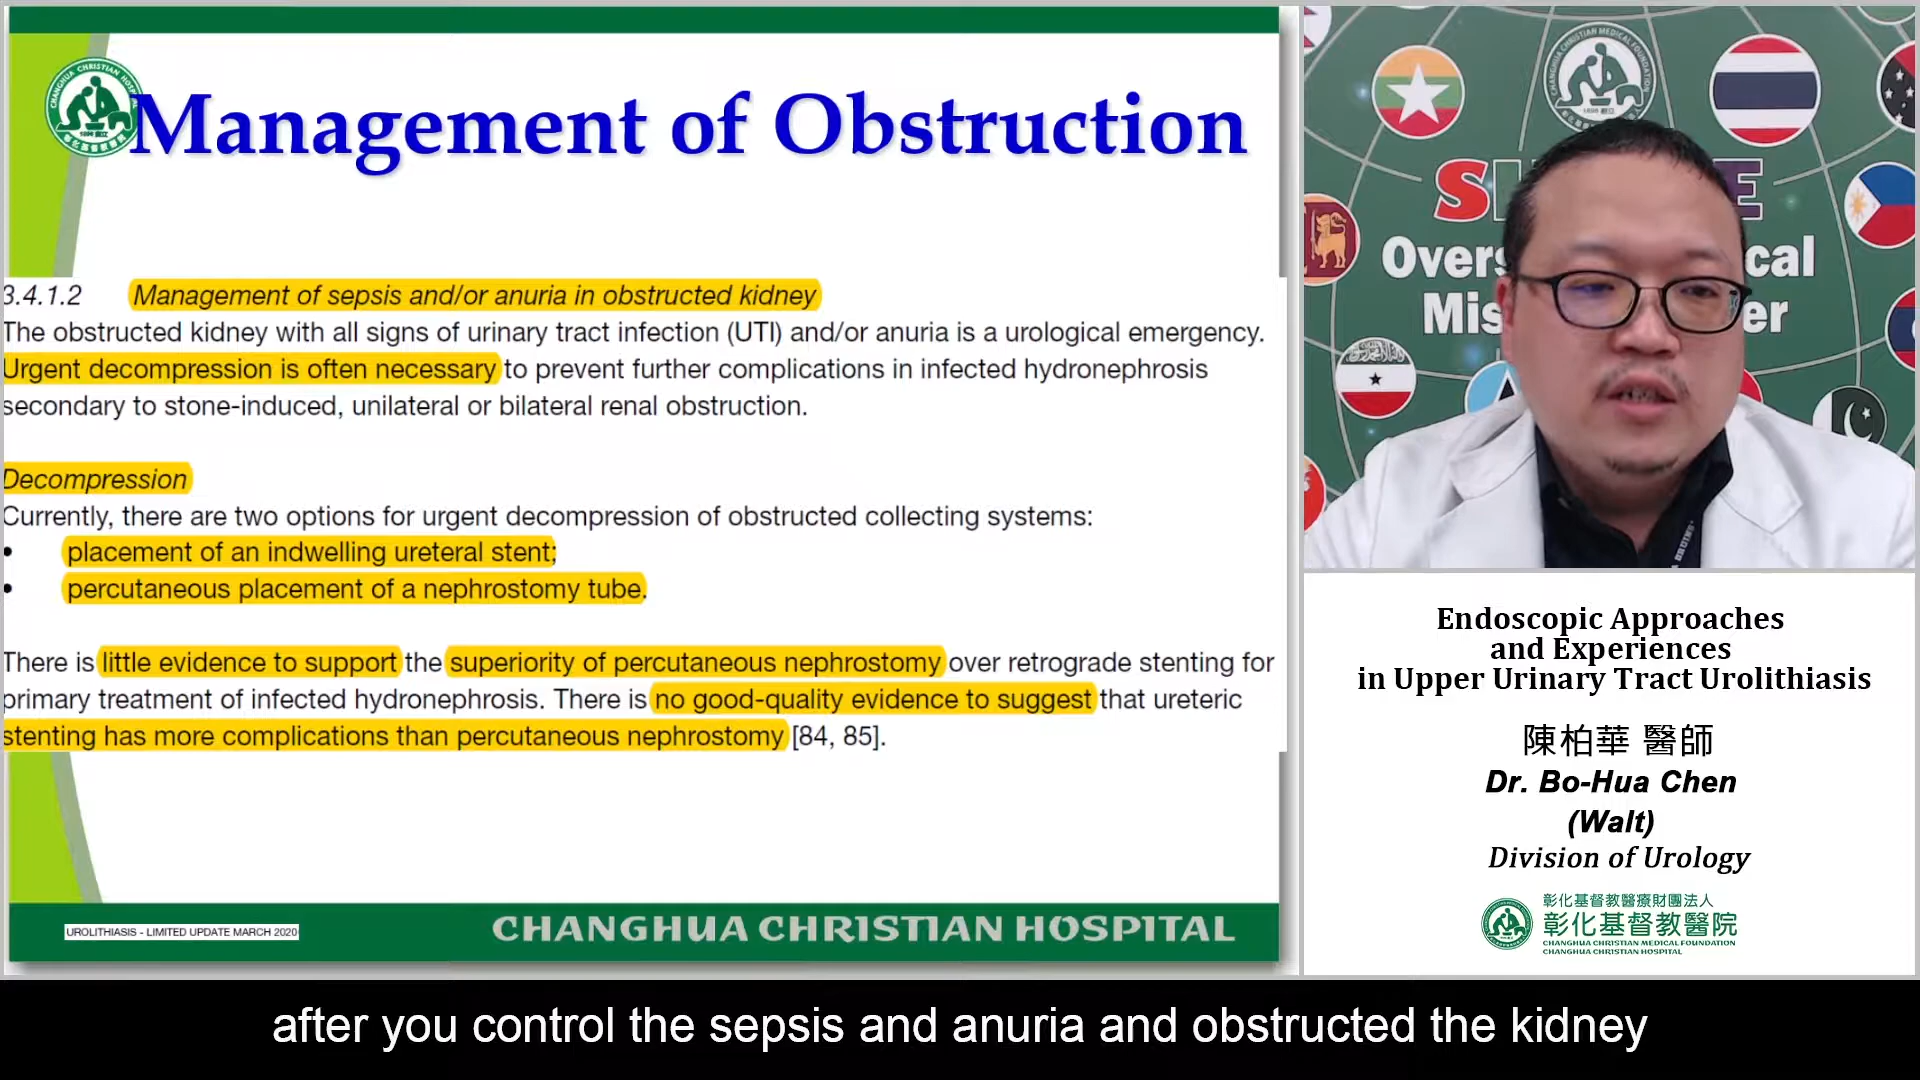 Management of Obstruction
3.4.1.2 Management of sepsis and/or anuria in obstructed kidney
The obstructed kidney with all signs of urinary tract infection (UTI) and/or anuria is a urological emergency.
Urgent decompression is often necessary to prevent further complications in infected hydronephrosis
secondary to stone-induced, unilateral or bilateral renal obstruction.
Decompression
Currently, there are two options for urgent decompression of obstructed collecting systems:
• placement of an indwelling ureteral stent;
• percutaneous placement of a nephrostomy tube.
There is little evidence to support the superiority of percutaneous nephrostomy over retrograde stenting for
primary treatment of infected hydronephrosis. There is no good-quality evidence to suggest that ureteric
stenting has more complications than percutaneous nephrostomy [84, 85].
UROLITHIASIS - LIMITED UPDATE MARCH 2020
CHANGHUA CHRISTIAN HOSPITAL
Endoscopic Approaches
and Experiences
in Upper Urinary Tract Urolithiasis
陳柏華 醫師
Dr. Bo-Hua Chen
(Walt)
Division of Urology
彰化基督教醫療財團法人
彰化基督教醫院
CHANGHUA CHRISTIAN MEDICAL FOUNDATION
CHANGHUA CHRISTIAN HOSPITAL
after you control the sepsis and anuria and obstructed the kidney